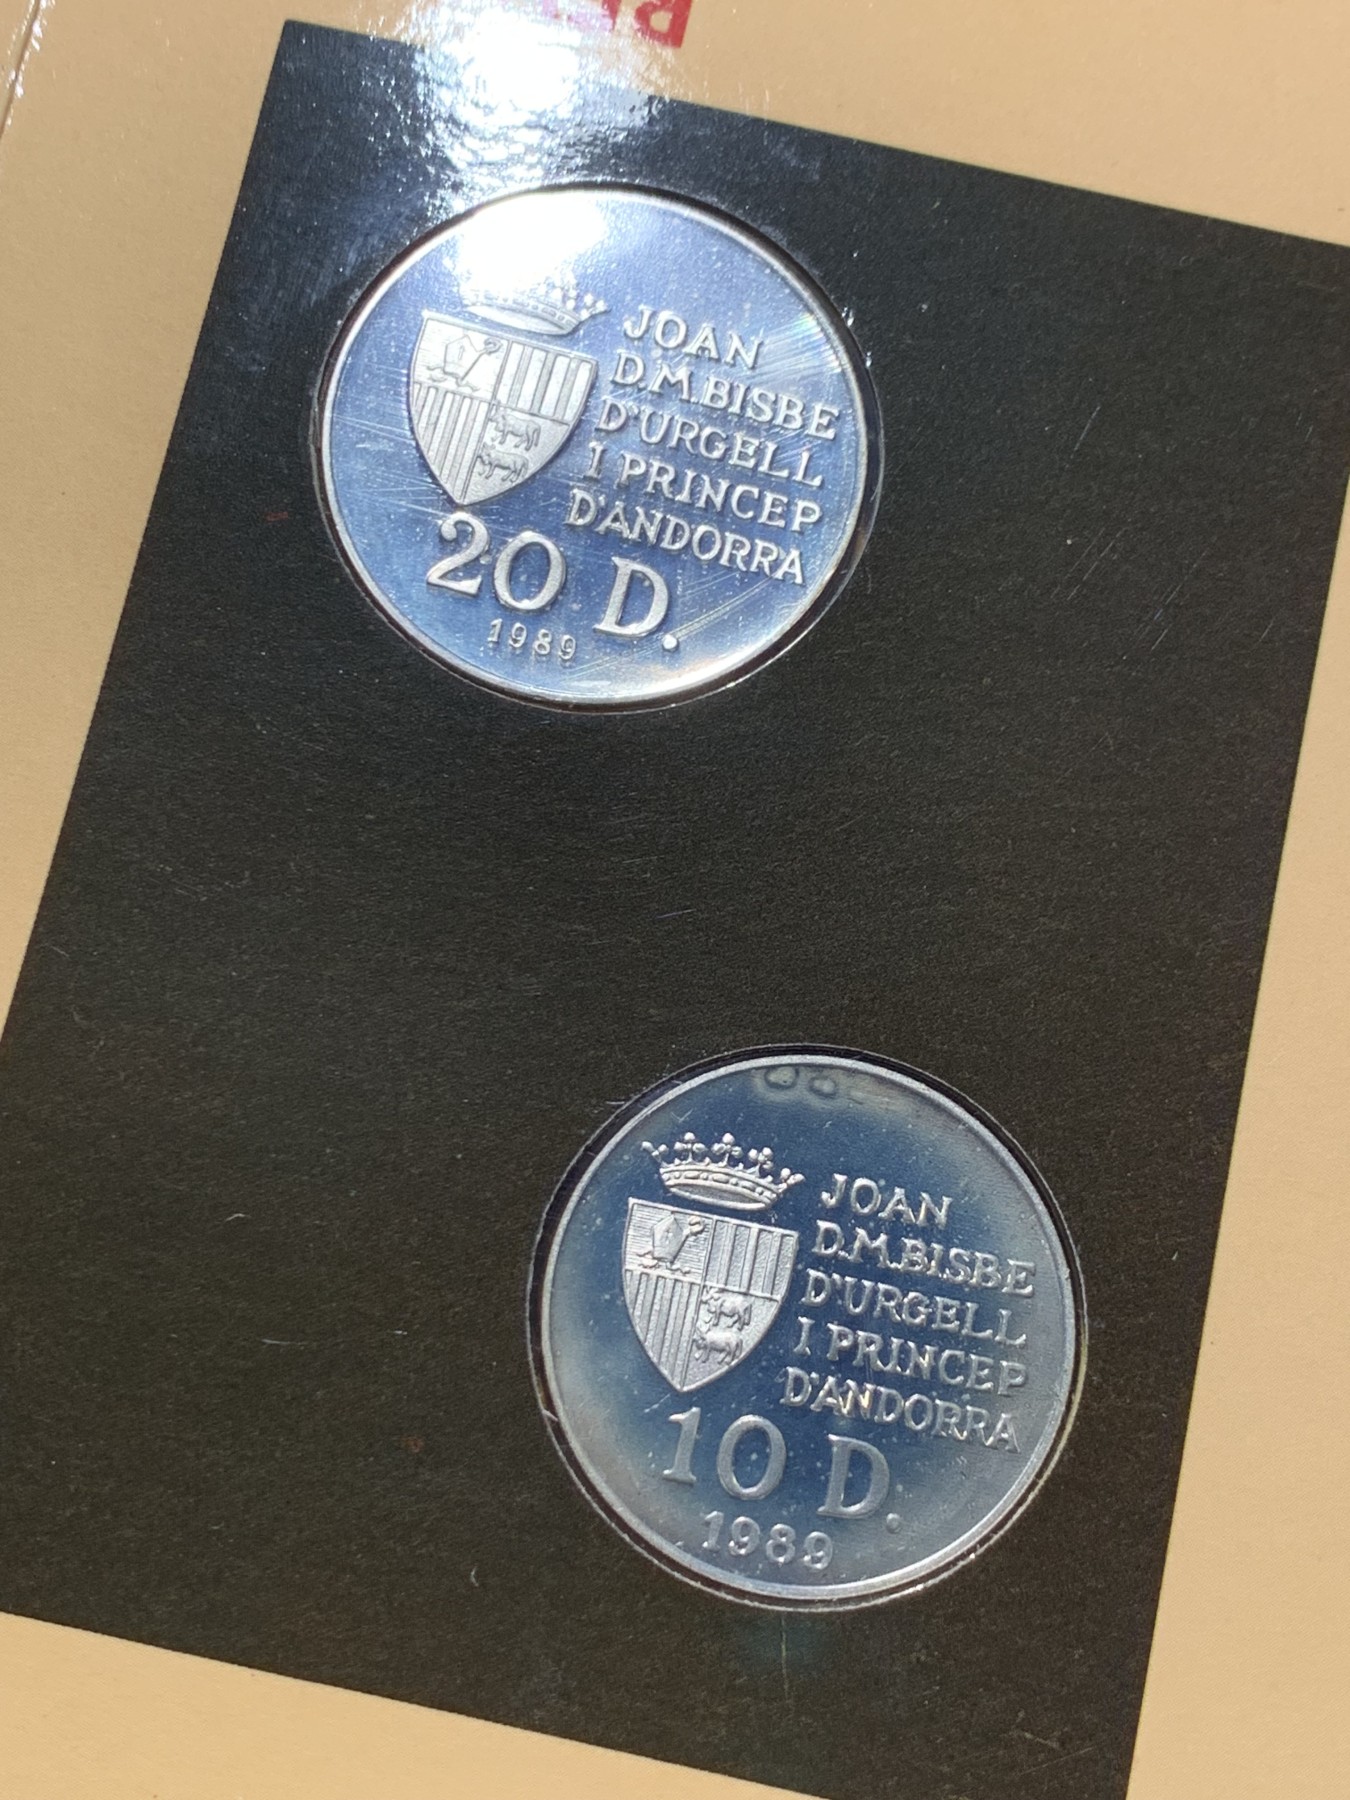 JOAN
D.M.BISBE
D'URGELL
I PRINCEP
D'ANDORRA
20 D.
1989
JOAN
D.M.BISBE
D'URGELL
I PRINCEP
D'ANDORRA
10 D.
1989